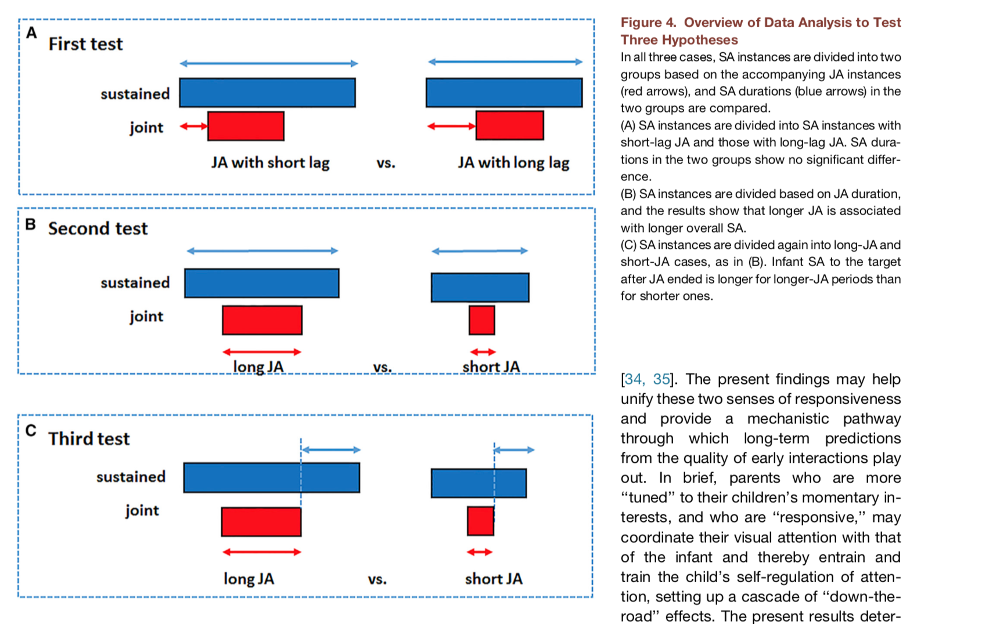 A
First test
sustained
joint
JA with short lag
vs.
JA with long lag
B
Second test
sustained
joint
long JA
vs.
short JA
C
Third test
sustained
joint
long JA
vs.
short JA
Figure 4. Overview of Data Analysis to Test
Three Hypotheses
In all three cases, SA instances are divided into two
groups based on the accompanying JA instances
(red arrows), and SA durations (blue arrows) in the
two groups are compared.
(A) SA instances are divided into SA instances with
short-lag JA and those with long-lag JA. SA dura-
tions in the two groups show no significant differ-
ence.
(B) SA instances are divided based on JA duration,
and the results show that longer JA is associated
with longer overall SA.
(C) SA instances are divided again into long-JA and
short-JA cases, as in (B). Infant SA to the target
after JA ended is longer for longer-JA periods than
for shorter ones.
[34, 35]. The present findings may help
unify these two senses of responsiveness
and provide a mechanistic pathway
through which long-term predictions
from the quality of early interactions play
out. In brief, parents who are more
“tuned” to their children’s momentary in-
terests, and who are “responsive,” may
coordinate their visual attention with that
of the infant and thereby entrain and
train the child’s self-regulation of atten-
tion, setting up a cascade of “down-the-
road” effects. The present results deter-